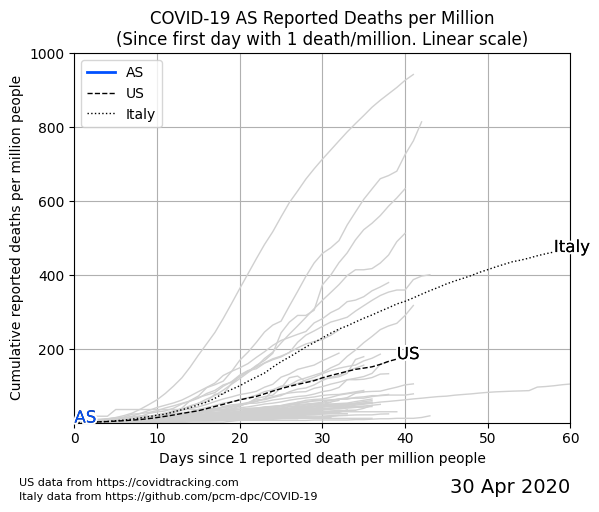 COVID-19 AS Reported Deaths per Million
(Since first day with 1 death/million. Linear scale)
Cumulative reported deaths per million people
1000
800
600
400
200
AS
US
Italy
Italy
US
AS
0
10
20
30
40
50
60
Days since 1 reported death per million people
US data from https://covidtracking.com
Italy data from https://github.com/pcm-dpc/COVID-19
30 Apr 2020